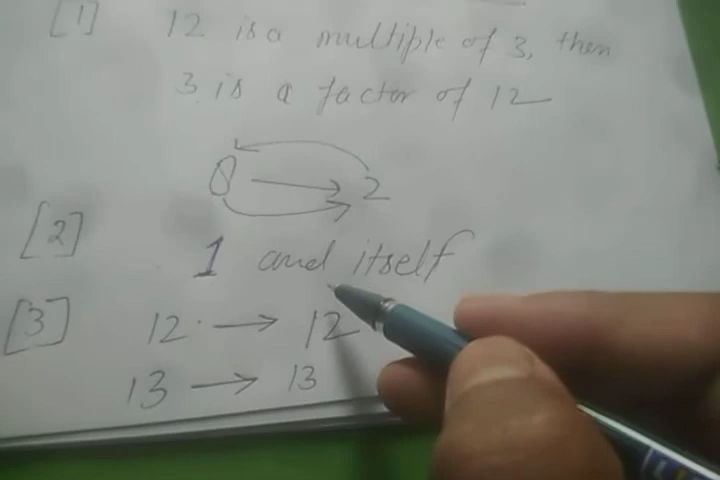 [1] 12 is a multiple of 3, then
3 is a factor of 12
8 → 2
[2] 1 and itself
[3] 12 → 12
13 → 13